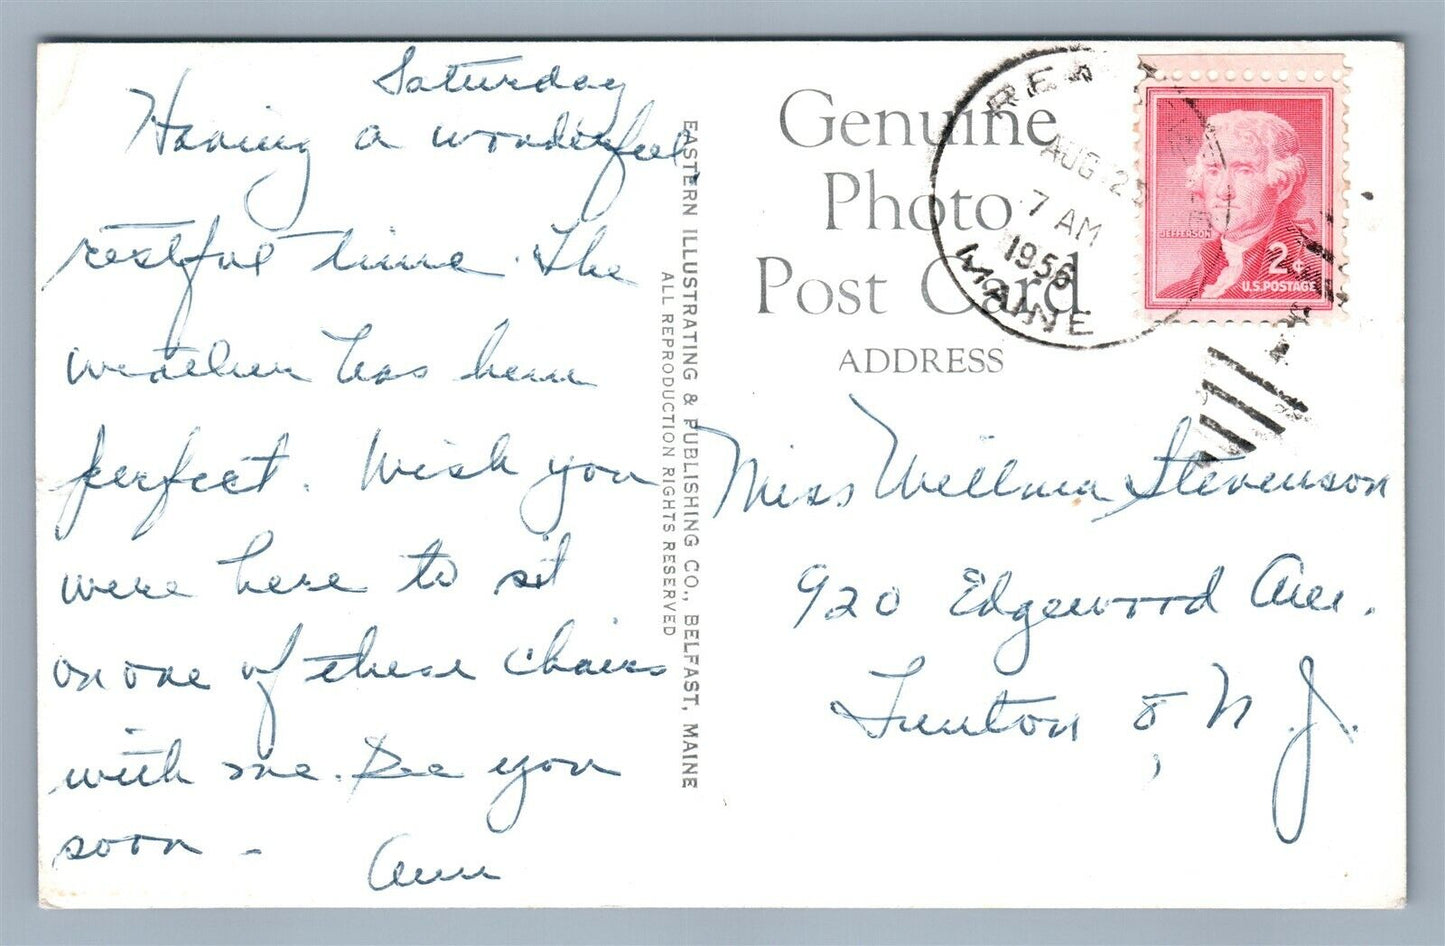 Saturday
Having a wonderful,
restful time. The
weather has been
perfect. Wish you
were here to sit
on one of these chairs
with me. See you
soon -
Ann
EASTERN ILLUSTRATING & PUBLISHING CO., BELFAST, MAINE
ALL REPRODUCTION RIGHTS RESERVED
Genuine
Photo
Post Card
ADDRESS
AUG 25
7 AM
1956
MAINE
JEFFERSON
2¢
U.S. POSTAGE
Miss Willma Stevenson
920 Edgewood Ave.
Trenton 8, N. J.